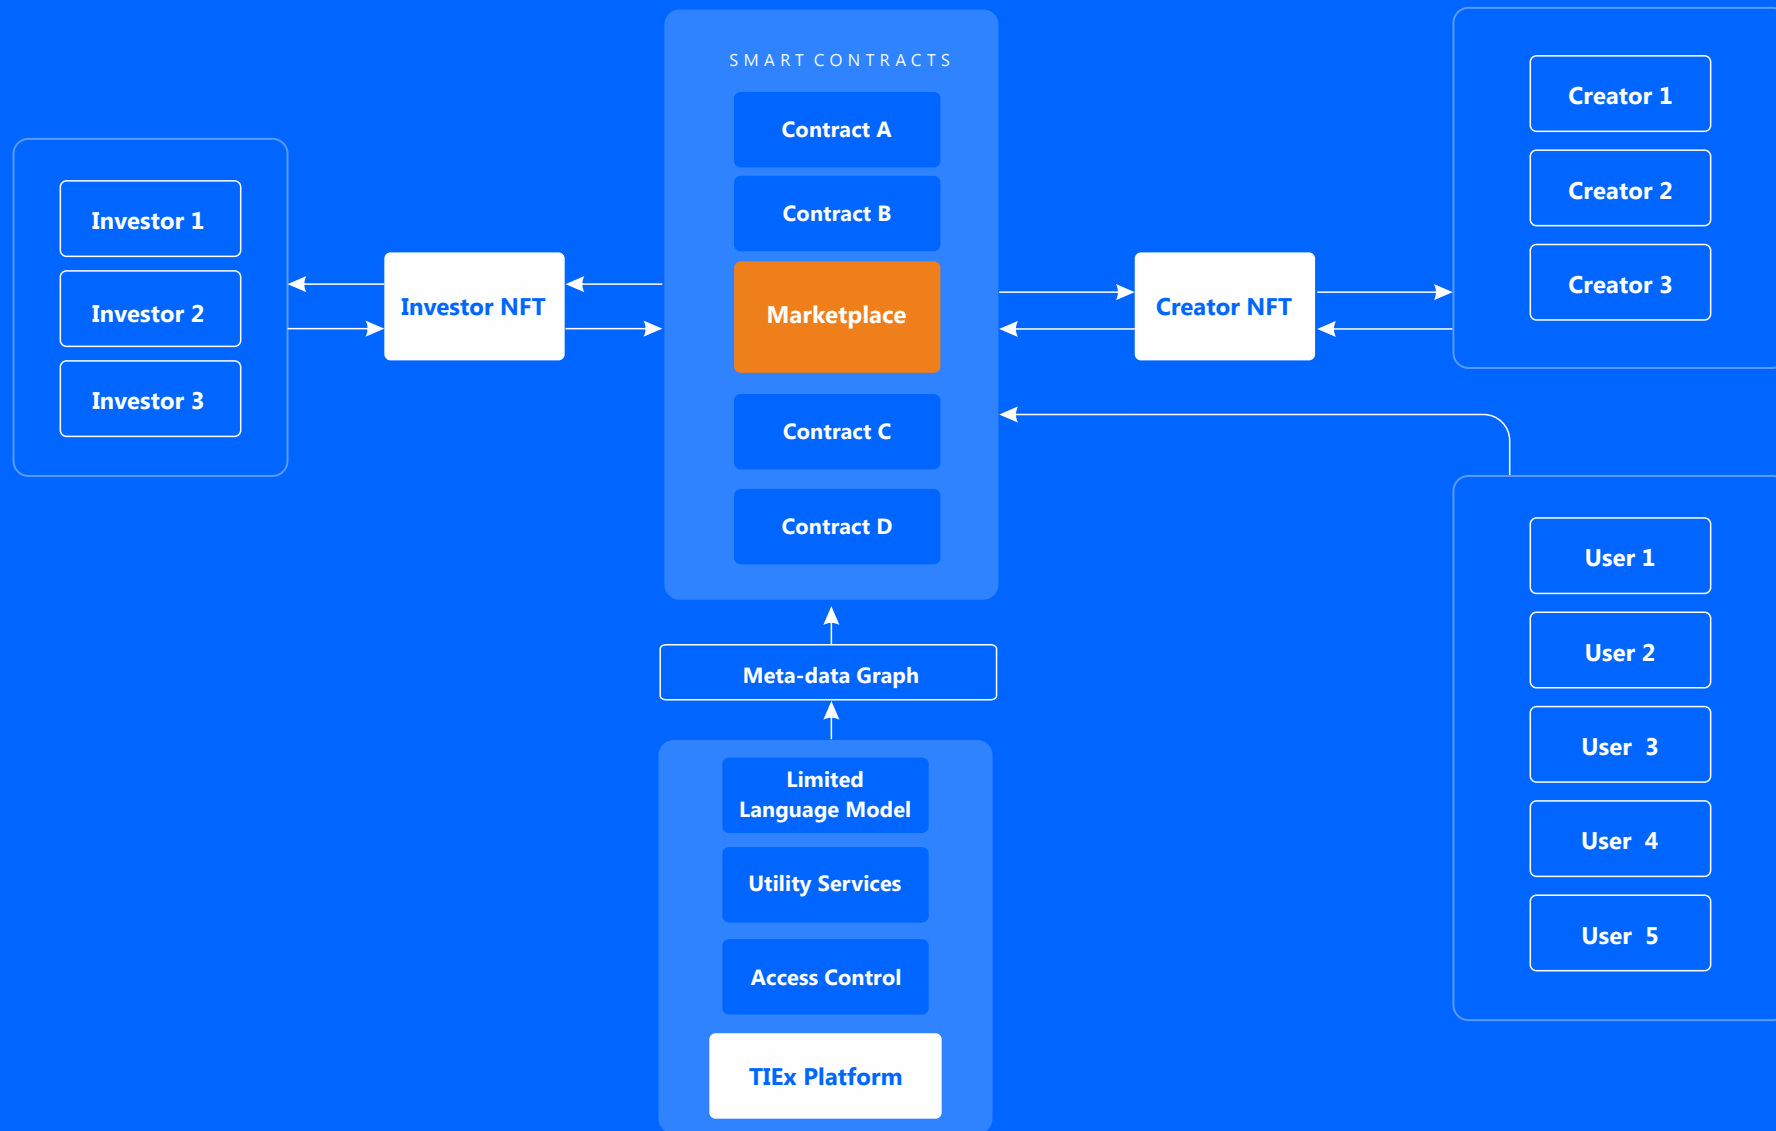 SMART CONTRACTS
Contract A
Contract B
Marketplace
Contract C
Contract D
Investor 1
Investor 2
Investor 3
Investor NFT
Creator NFT
Creator 1
Creator 2
Creator 3
User 1
User 2
User 3
User 4
User 5
Meta-data Graph
Limited
Language Model
Utility Services
Access Control
TIEx Platform